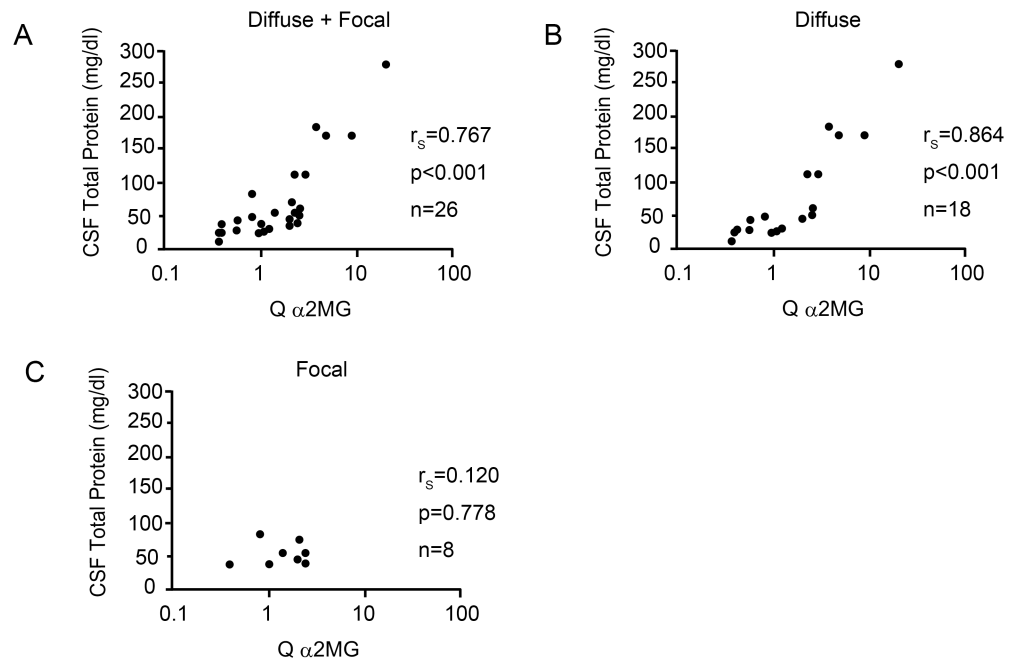 A
Diffuse + Focal
CSF Total Protein (mg/dl)
300
250
200
150
100
50
0
0.1 1 10 100
Q α2MG
rS=0.767
p<0.001
n=26
B
Diffuse
CSF Total Protein (mg/dl)
300
250
200
150
100
50
0
0.1 1 10 100
Q α2MG
rS=0.864
p<0.001
n=18
C
Focal
CSF Total Protein (mg/dl)
300
250
200
150
100
50
0
0.1 1 10 100
Q α2MG
rS=0.120
p=0.778
n=8